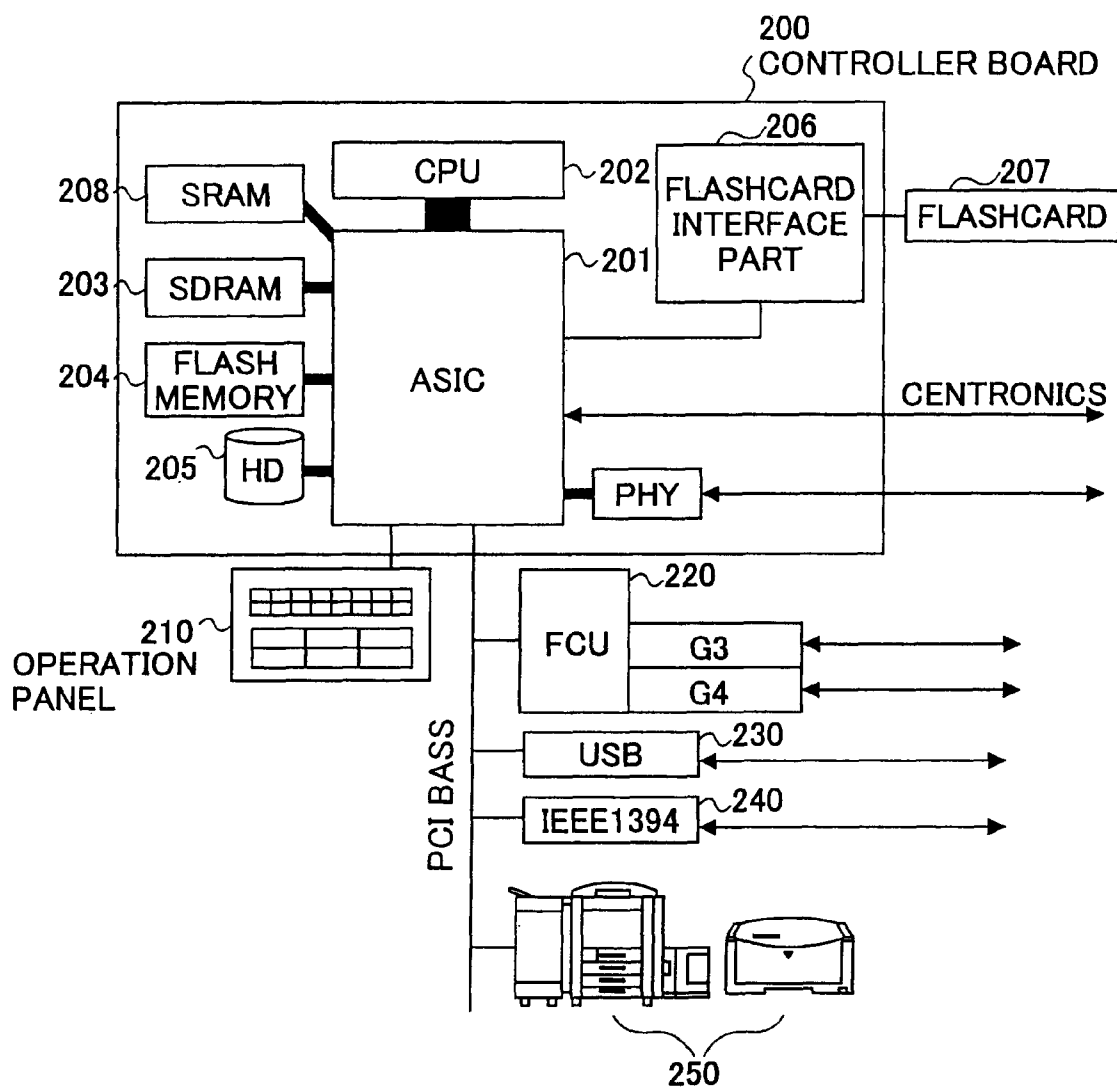 200
CONTROLLER BOARD
206
208
SRAM
CPU
202
FLASHCARD
INTERFACE
PART
207
FLASHCARD
203
SDRAM
201
204
FLASH
MEMORY
ASIC
CENTRONICS
205
HD
PHY
210
OPERATION
PANEL
220
FCU
G3
G4
PCI BASS
230
USB
240
IEEE1394
250